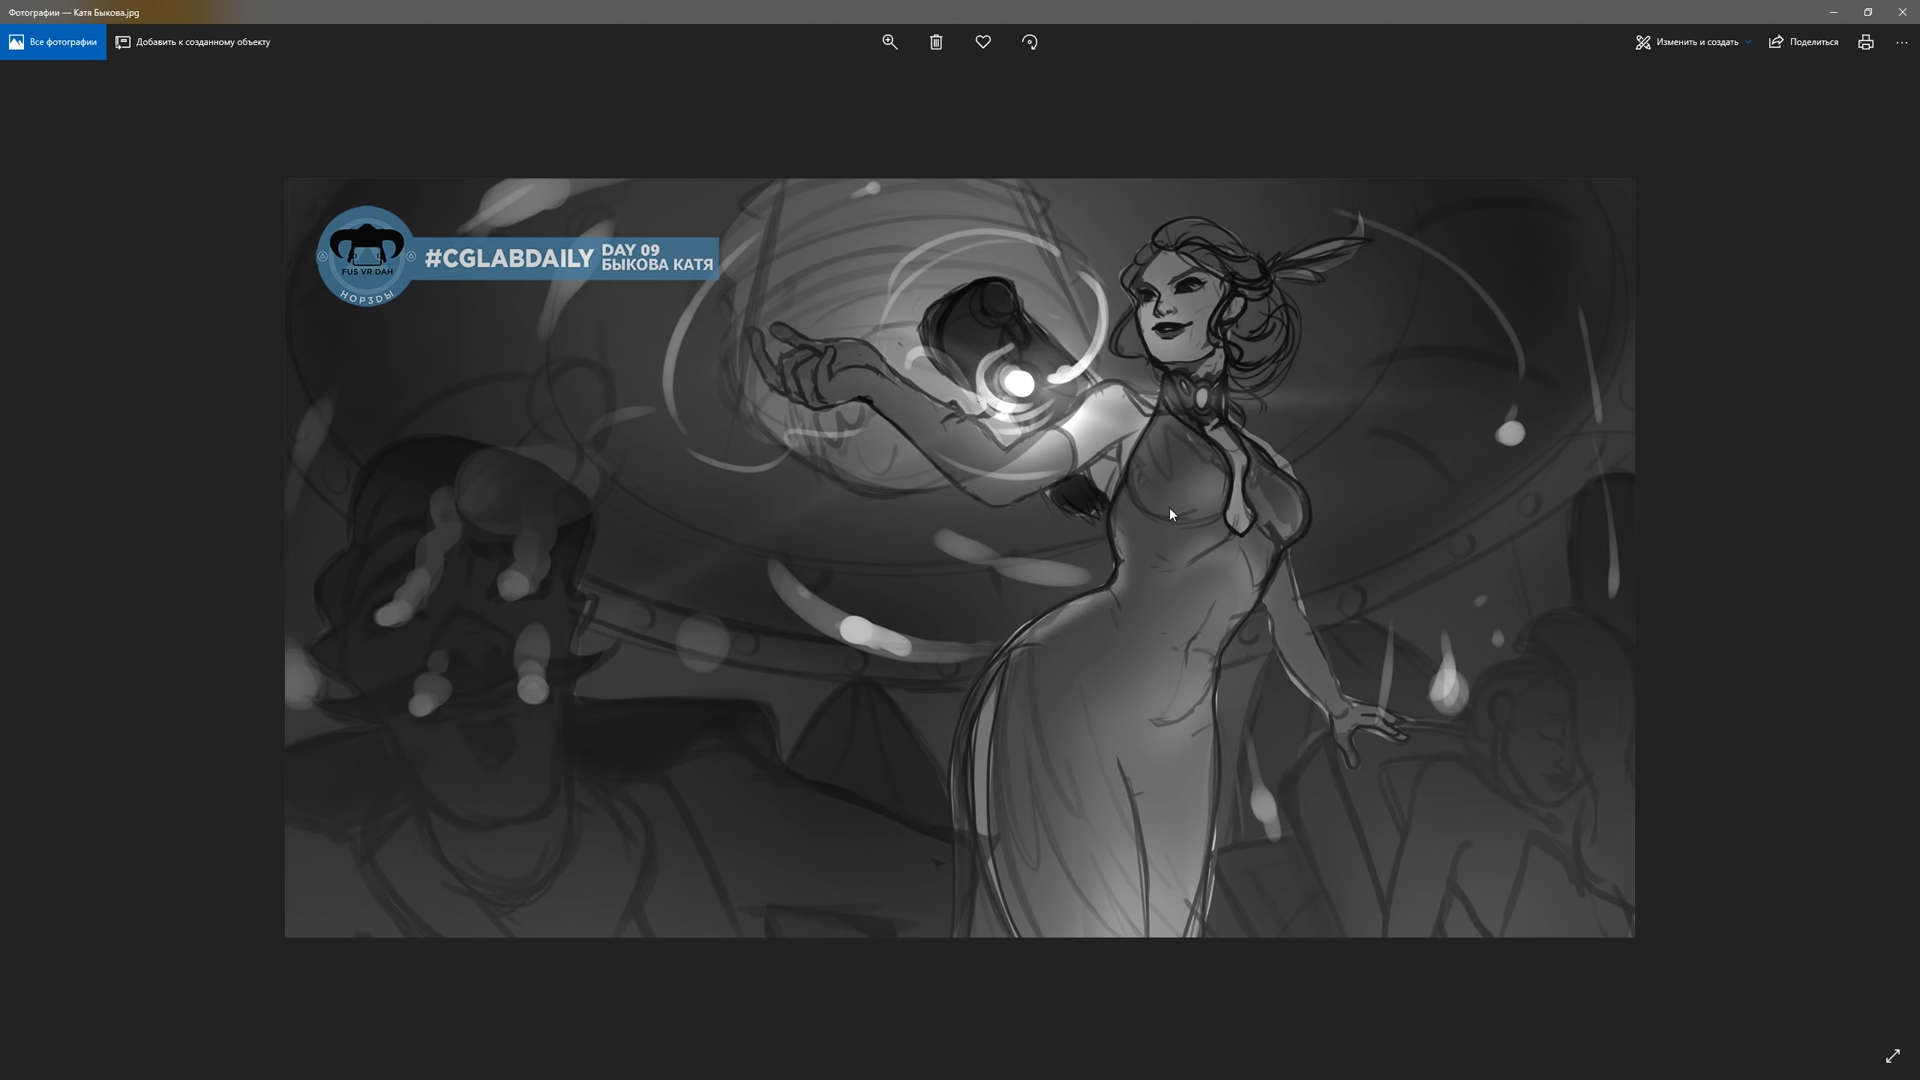 Фотографии — Катя Быкова.jpg
Все фотографии
Добавить к созданному объекту
Изменить и создать
Поделиться
#CGLABDAILY
DAY 09
БЫКОВА КАТЯ
FUS VR DAH
НОРЗДЫ